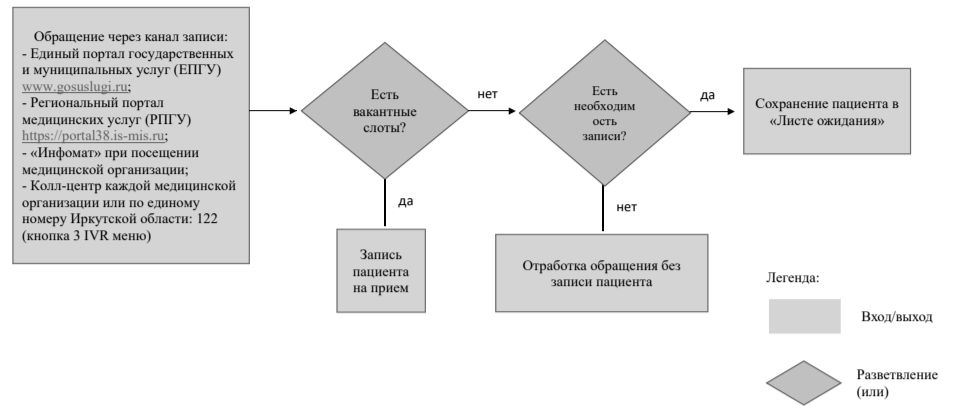 Обращение через канал записи:
- Единый портал государственных
и муниципальных услуг (ЕПГУ)
www.gosuslugi.ru;
- Региональный портал
медицинских услуг (РПГУ)
https://portal38.is-mis.ru;
- «Инфомат» при посещении
медицинской организации;
- Колл-центр каждой медицинской
организации или по единому
номеру Иркутской области: 122
(кнопка 3 IVR меню)
Есть
вакантные
слоты?
нет
да
Запись
пациента
на прием
Есть
необходим
ость
записи?
да
нет
Сохранение пациента в
«Листе ожидания»
Отработка обращения без
записи пациента
Легенда:
Вход/выход
Разветвление
(или)